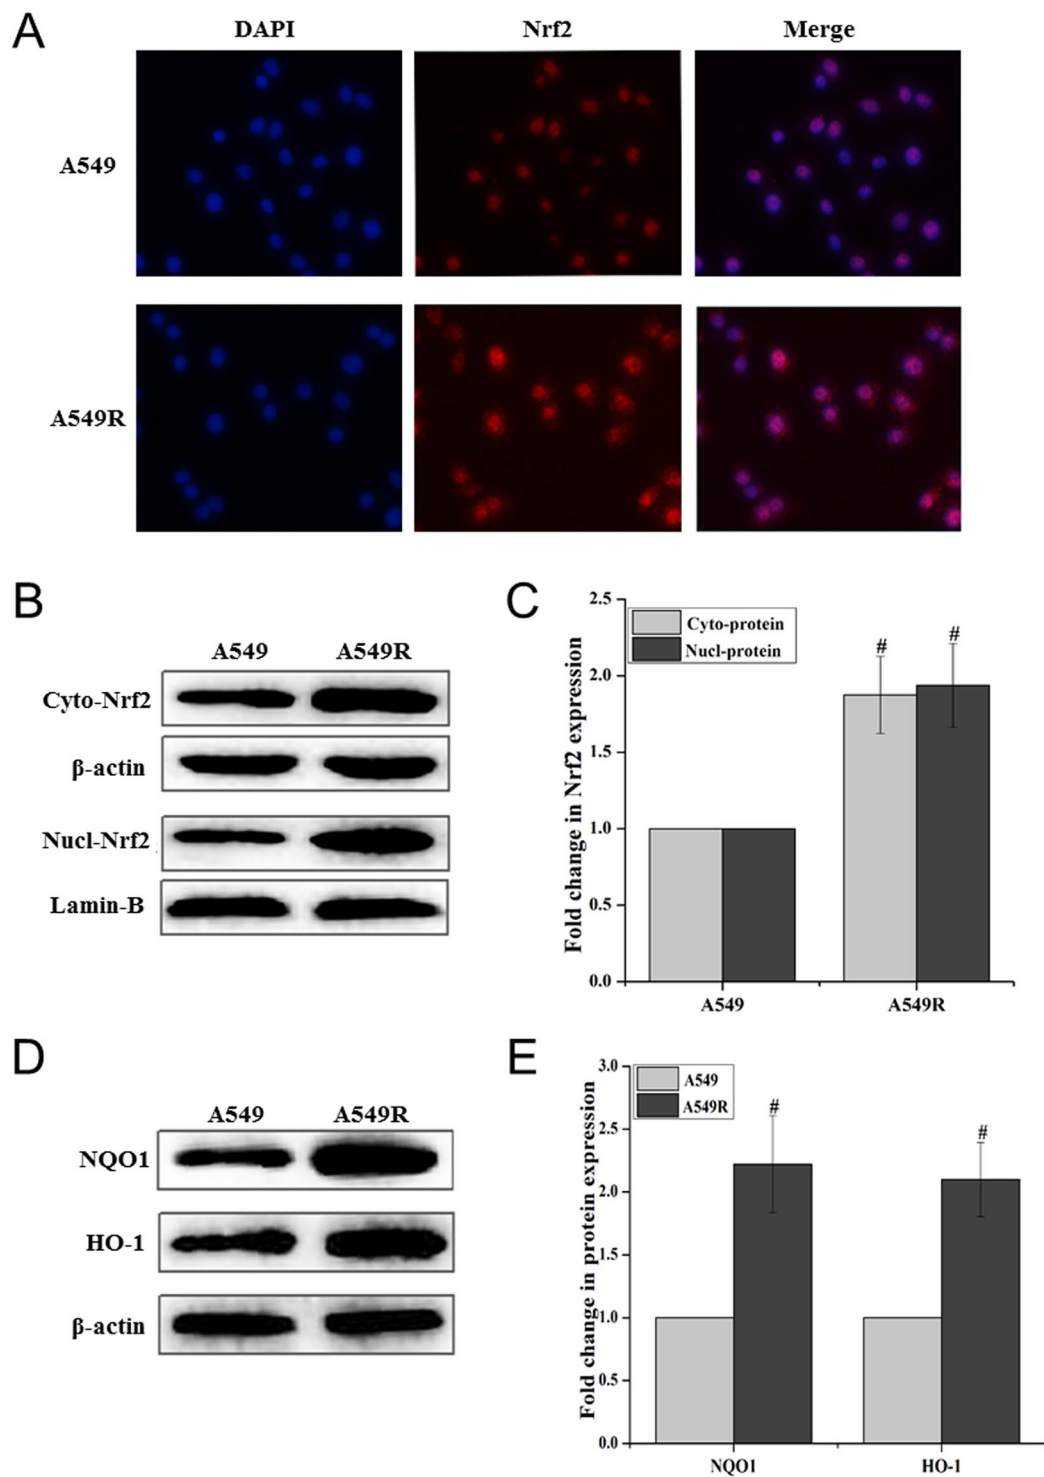 A
DAPI Nrf2 Merge
A549
A549R
B
A549 A549R
Cyto-Nrf2
β-actin
Nucl-Nrf2
Lamin-B
C
Fold change in Nrf2 expression
2.5
2.0
1.5
1.0
0.5
0.0
Cyto-protein
Nucl-protein
# #
A549 A549R
D
A549 A549R
NQO1
HO-1
β-actin
E
Fold change in protein expression
3.0
2.5
2.0
1.5
1.0
0.5
0.0
A549
A549R
# #
NQO1 HO-1